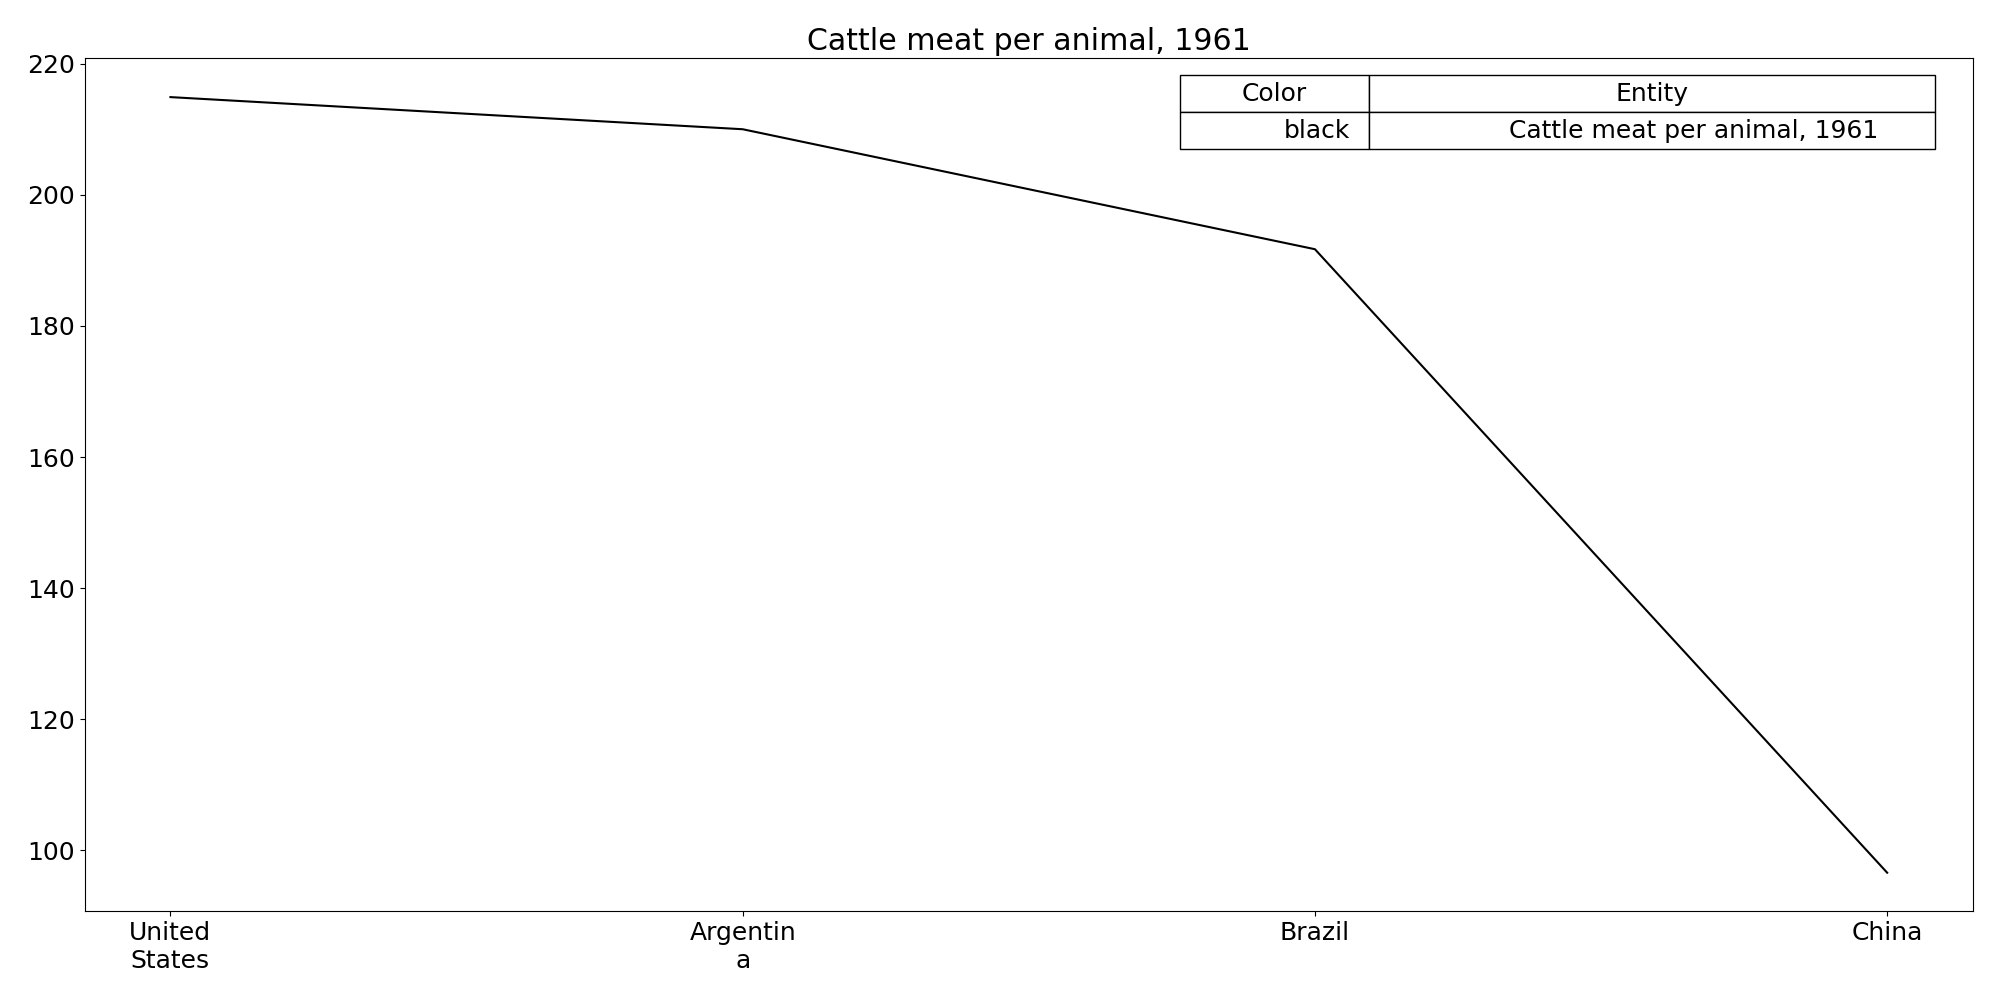 Cattle meat per animal, 1961
Color Entity
black Cattle meat per animal, 1961
220
200
180
160
140
120
100
United
States
Argentin
a
Brazil
China